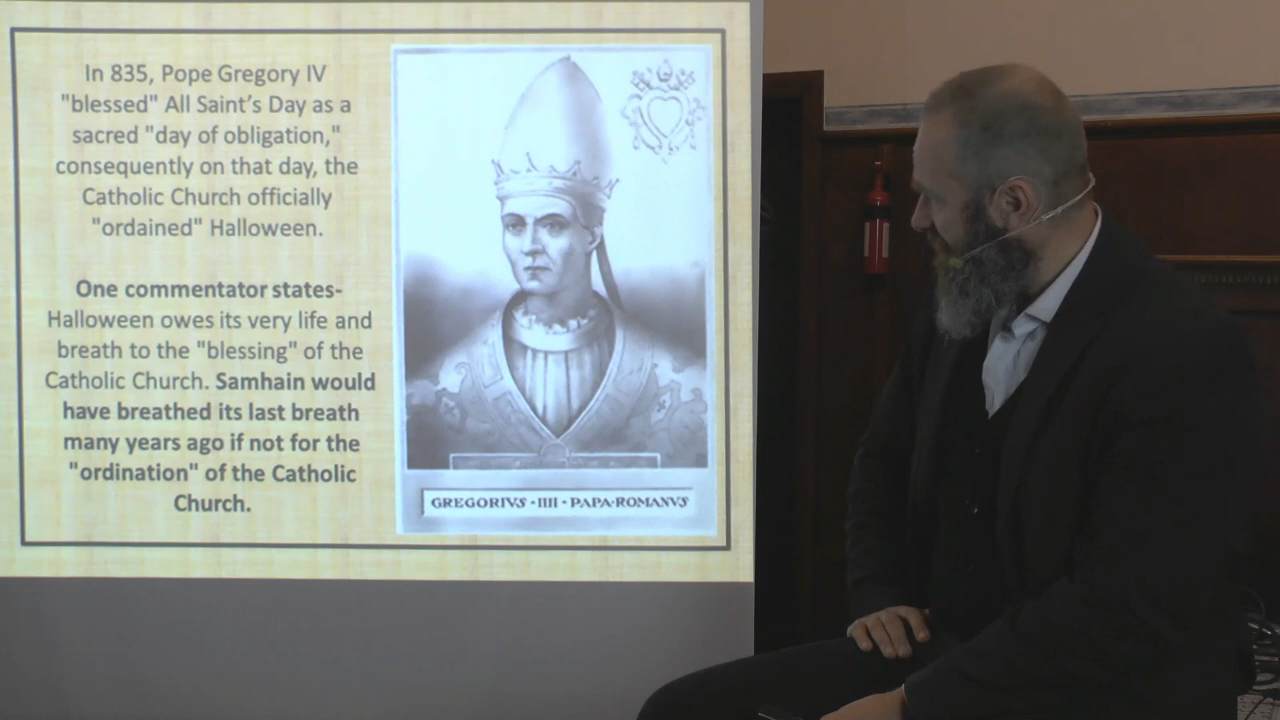 In 835, Pope Gregory IV
"blessed" All Saint's Day as a
sacred "day of obligation,"
consequently on that day, the
Catholic Church officially
"ordained" Halloween.
One commentator states-
Halloween owes its very life and
breath to the "blessing" of the
Catholic Church. Samhain would
have breathed its last breath
many years ago if not for the
"ordination" of the Catholic
Church.
GREGORIVS·IIII·PAPA·ROMANVS